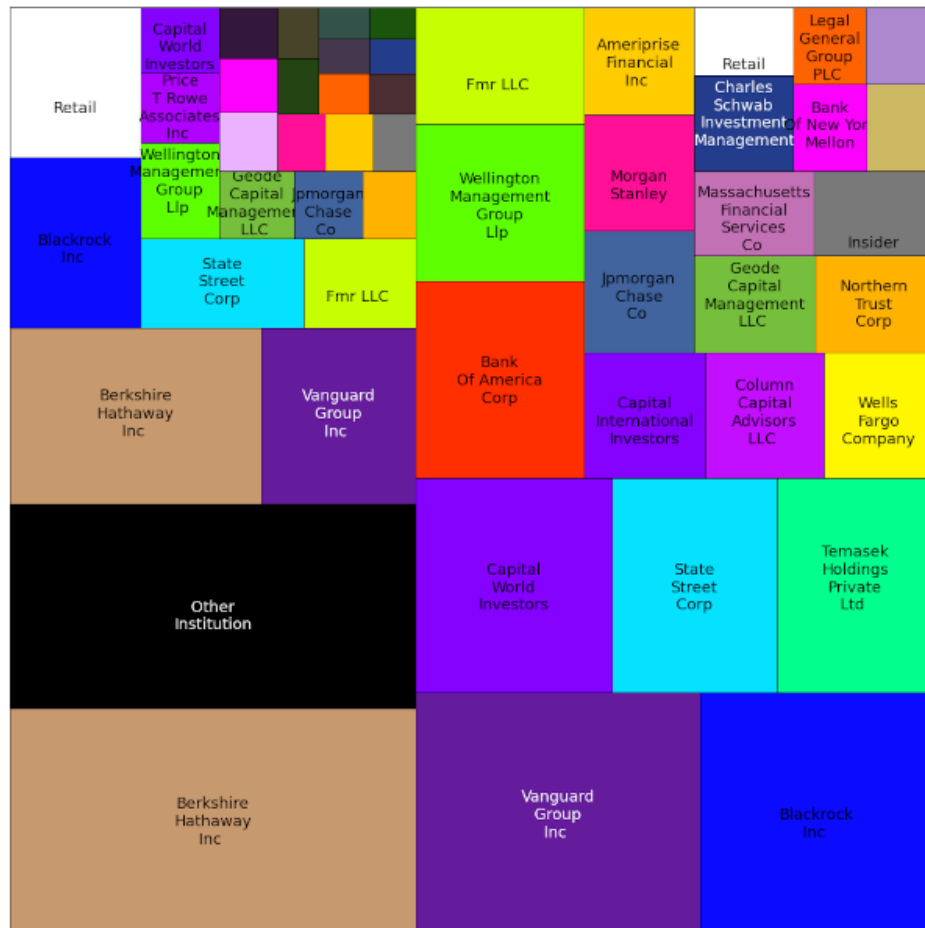 Retail
Capital
World
Investors
Price
T Rowe
Associates
Inc
Wellington
Management
Group
Llp
Geode
Capital
Management
LLC
Jpmorgan
Chase
Co
Blackrock
Inc
State
Street
Corp
Fmr LLC
Berkshire
Hathaway
Inc
Vanguard
Group
Inc
Other
Institution
Berkshire
Hathaway
Inc
Fmr LLC
Ameriprise
Financial
Inc
Retail
Legal
General
Group
PLC
Charles
Schwab
Investment
Management
Bank
Of New York
Mellon
Wellington
Management
Group
Llp
Morgan
Stanley
Massachusetts
Financial
Services
Co
Insider
Jpmorgan
Chase
Co
Geode
Capital
Management
LLC
Northern
Trust
Corp
Bank
Of America
Corp
Capital
International
Investors
Column
Capital
Advisors
LLC
Wells
Fargo
Company
Capital
World
Investors
State
Street
Corp
Temasek
Holdings
Private
Ltd
Vanguard
Group
Inc
Blackrock
Inc